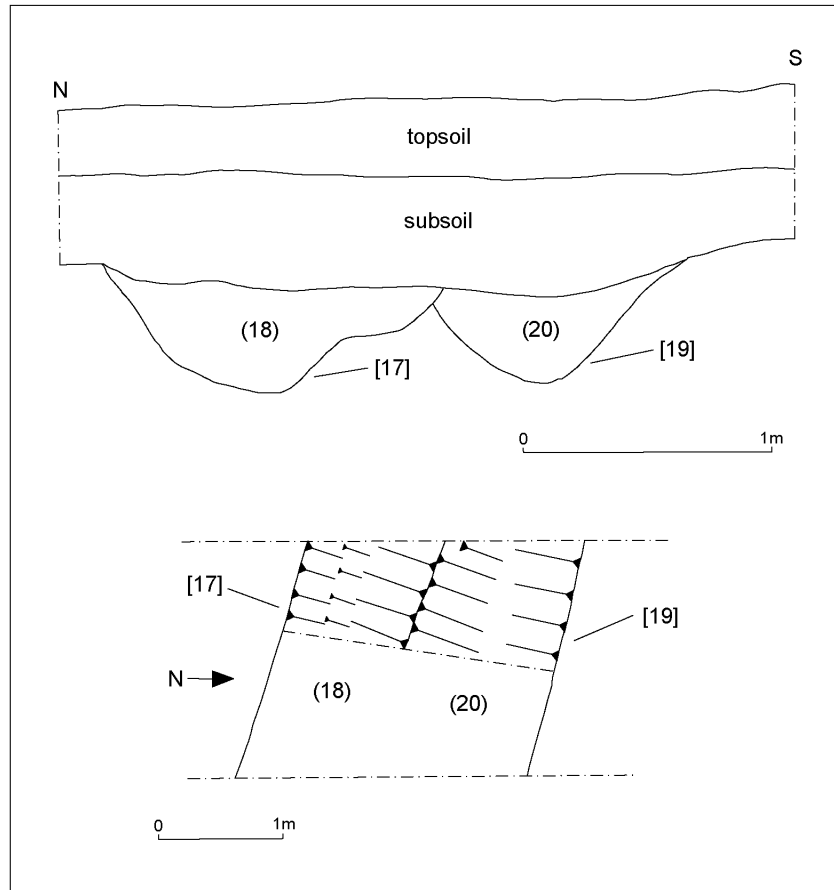 N
S
topsoil
subsoil
(18)
(20)
[17]
[19]
0 1m
[17]
[19]
N
(18)
(20)
0 1m